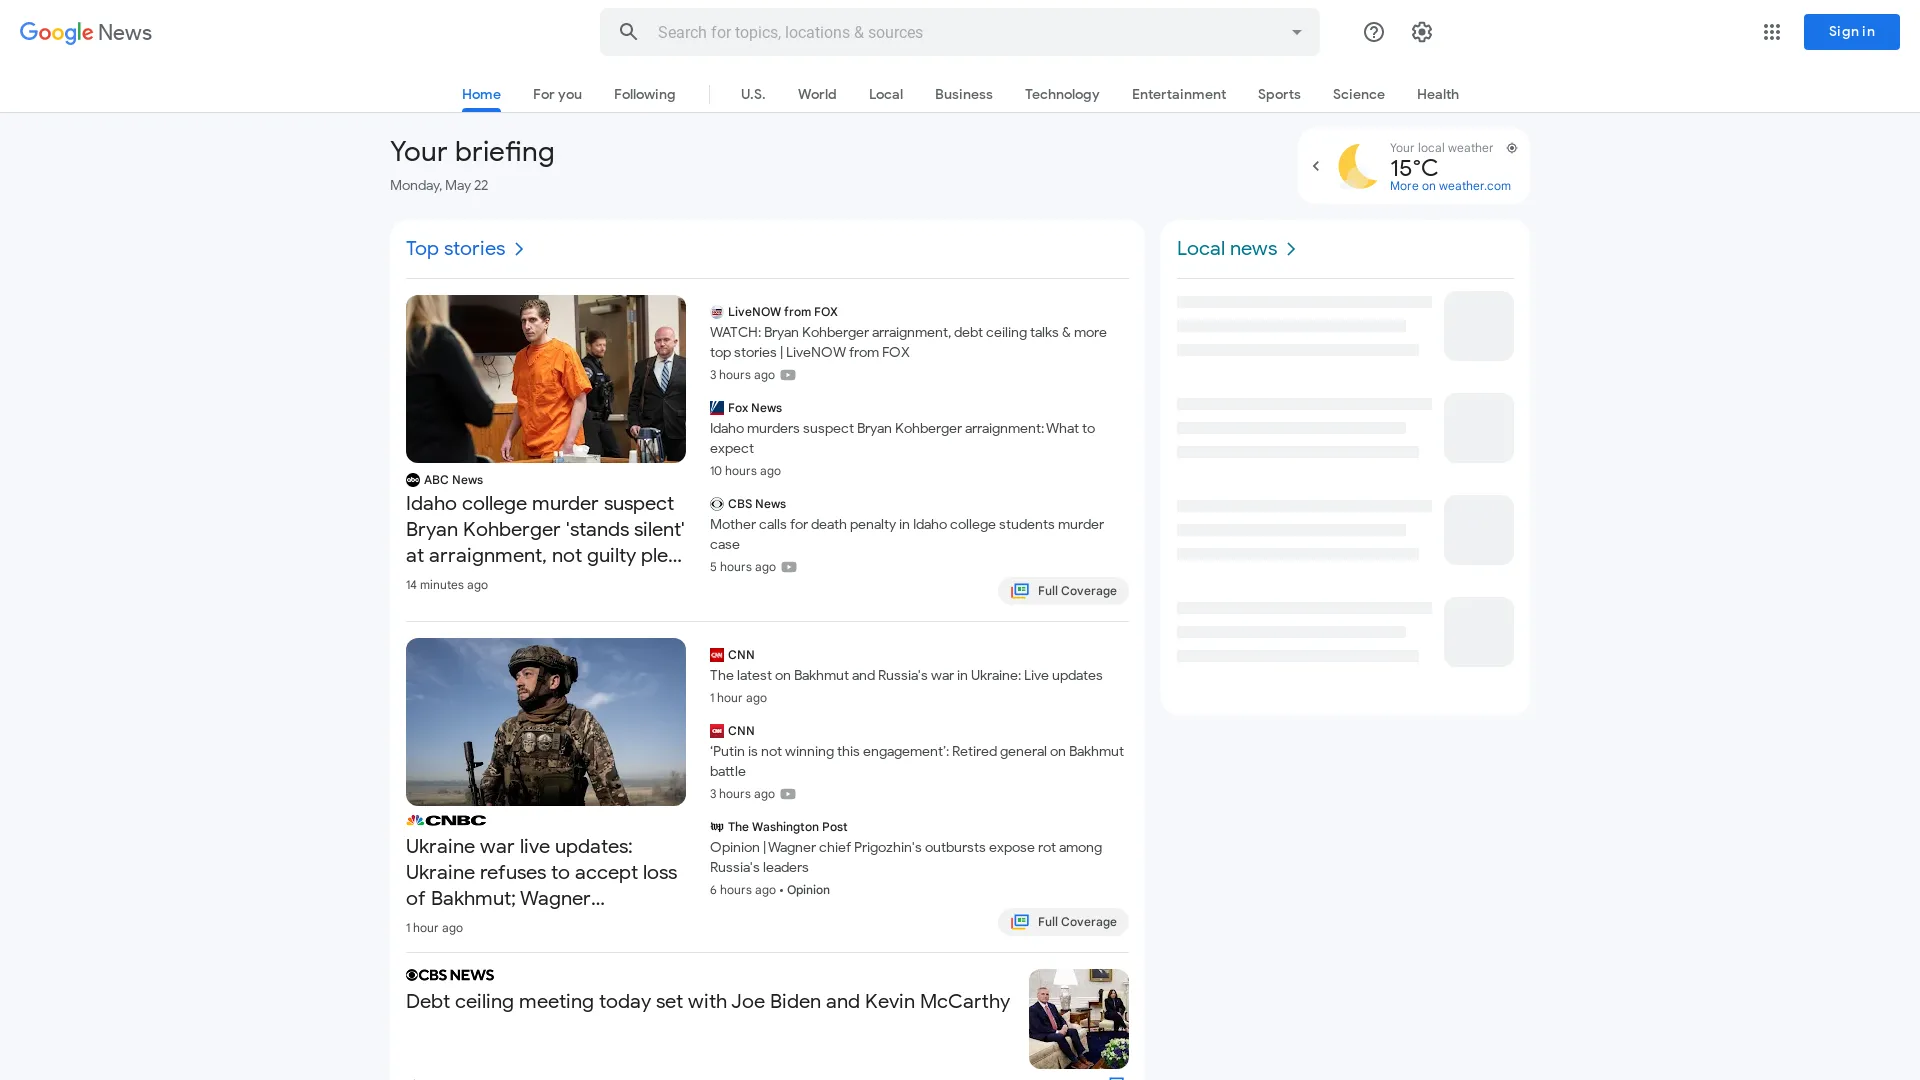 Google News
Search for topics, locations & sources
Sign in
Home
For you
Following
U.S.
World
Local
Business
Technology
Entertainment
Sports
Science
Health
Your briefing
Monday, May 22
Your local weather
15°C
More on weather.com
Top stories
ABC News
Idaho college murder suspect
Bryan Kohberger 'stands silent'
at arraignment, not guilty ple...
14 minutes ago
LiveNOW from FOX
WATCH: Bryan Kohberger arraignment, debt ceiling talks & more
top stories | LiveNOW from FOX
3 hours ago
Fox News
Idaho murders suspect Bryan Kohberger arraignment: What to
expect
10 hours ago
CBS News
Mother calls for death penalty in Idaho college students murder
case
5 hours ago
Full Coverage
CNBC
Ukraine war live updates:
Ukraine refuses to accept loss
of Bakhmut; Wagner...
1 hour ago
CNN
The latest on Bakhmut and Russia's war in Ukraine: Live updates
1 hour ago
CNN
‘Putin is not winning this engagement’: Retired general on Bakhmut
battle
3 hours ago
The Washington Post
Opinion | Wagner chief Prigozhin's outbursts expose rot among
Russia's leaders
6 hours ago • Opinion
Full Coverage
CBS NEWS
Debt ceiling meeting today set with Joe Biden and Kevin McCarthy
Local news